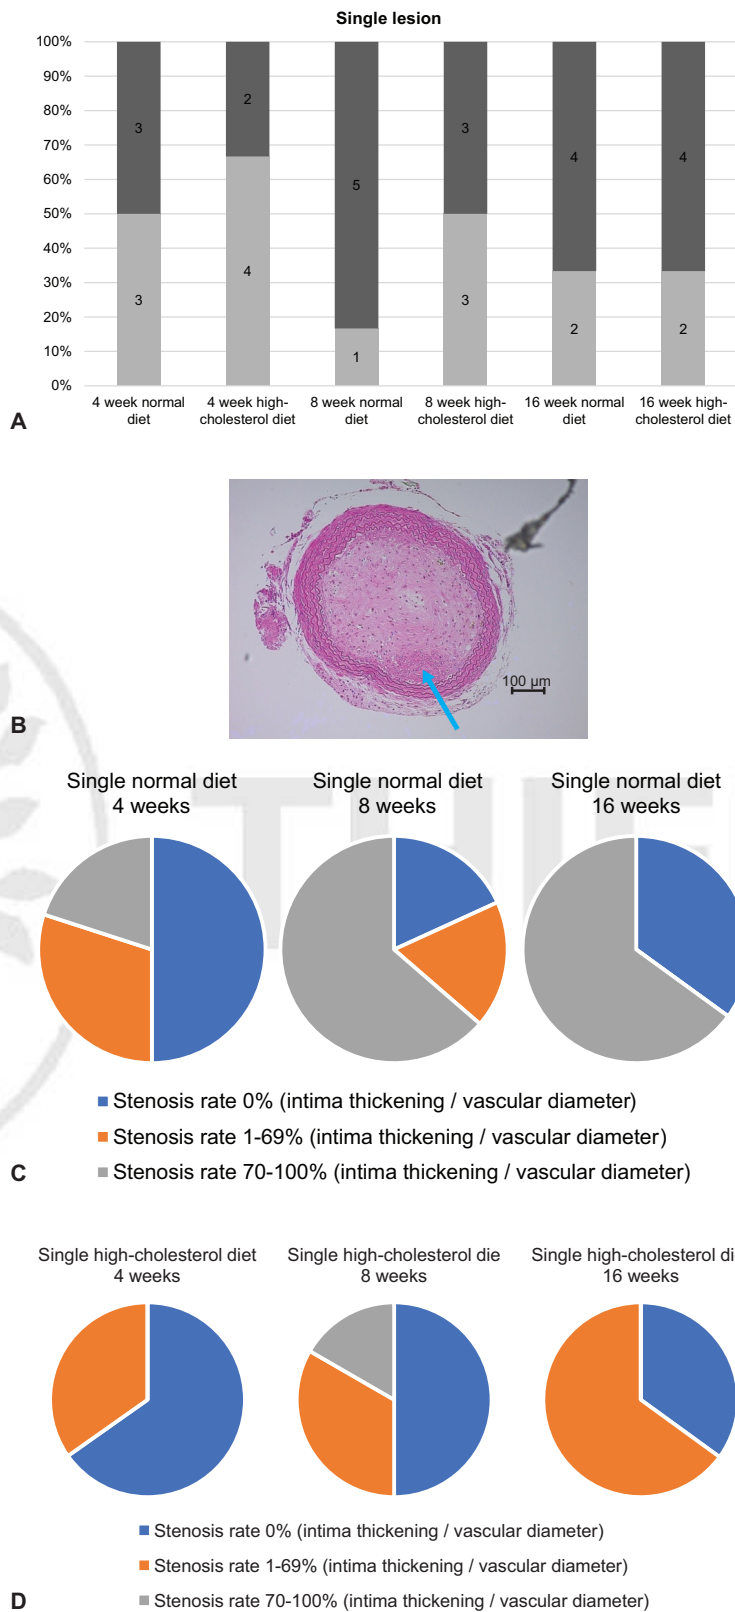 Single lesion
100%
90%
80%
70%
60%
50%
40%
30%
20%
10%
0%
3
2
5
3
4
4
3
4
1
3
2
2
4 week normal diet
4 week high-cholesterol diet
8 week normal diet
8 week high-cholesterol diet
16 week normal diet
16 week high-cholesterol diet
A
100 µm
B
Single normal diet
4 weeks
Single normal diet
8 weeks
Single normal diet
16 weeks
Stenosis rate 0% (intima thickening / vascular diameter)
Stenosis rate 1-69% (intima thickening / vascular diameter)
Stenosis rate 70-100% (intima thickening / vascular diameter)
C
Single high-cholesterol diet
4 weeks
Single high-cholesterol die
8 weeks
Single high-cholesterol di
16 weeks
Stenosis rate 0% (intima thickening / vascular diameter)
Stenosis rate 1-69% (intima thickening / vascular diameter)
Stenosis rate 70-100% (intima thickening / vascular diameter)
D